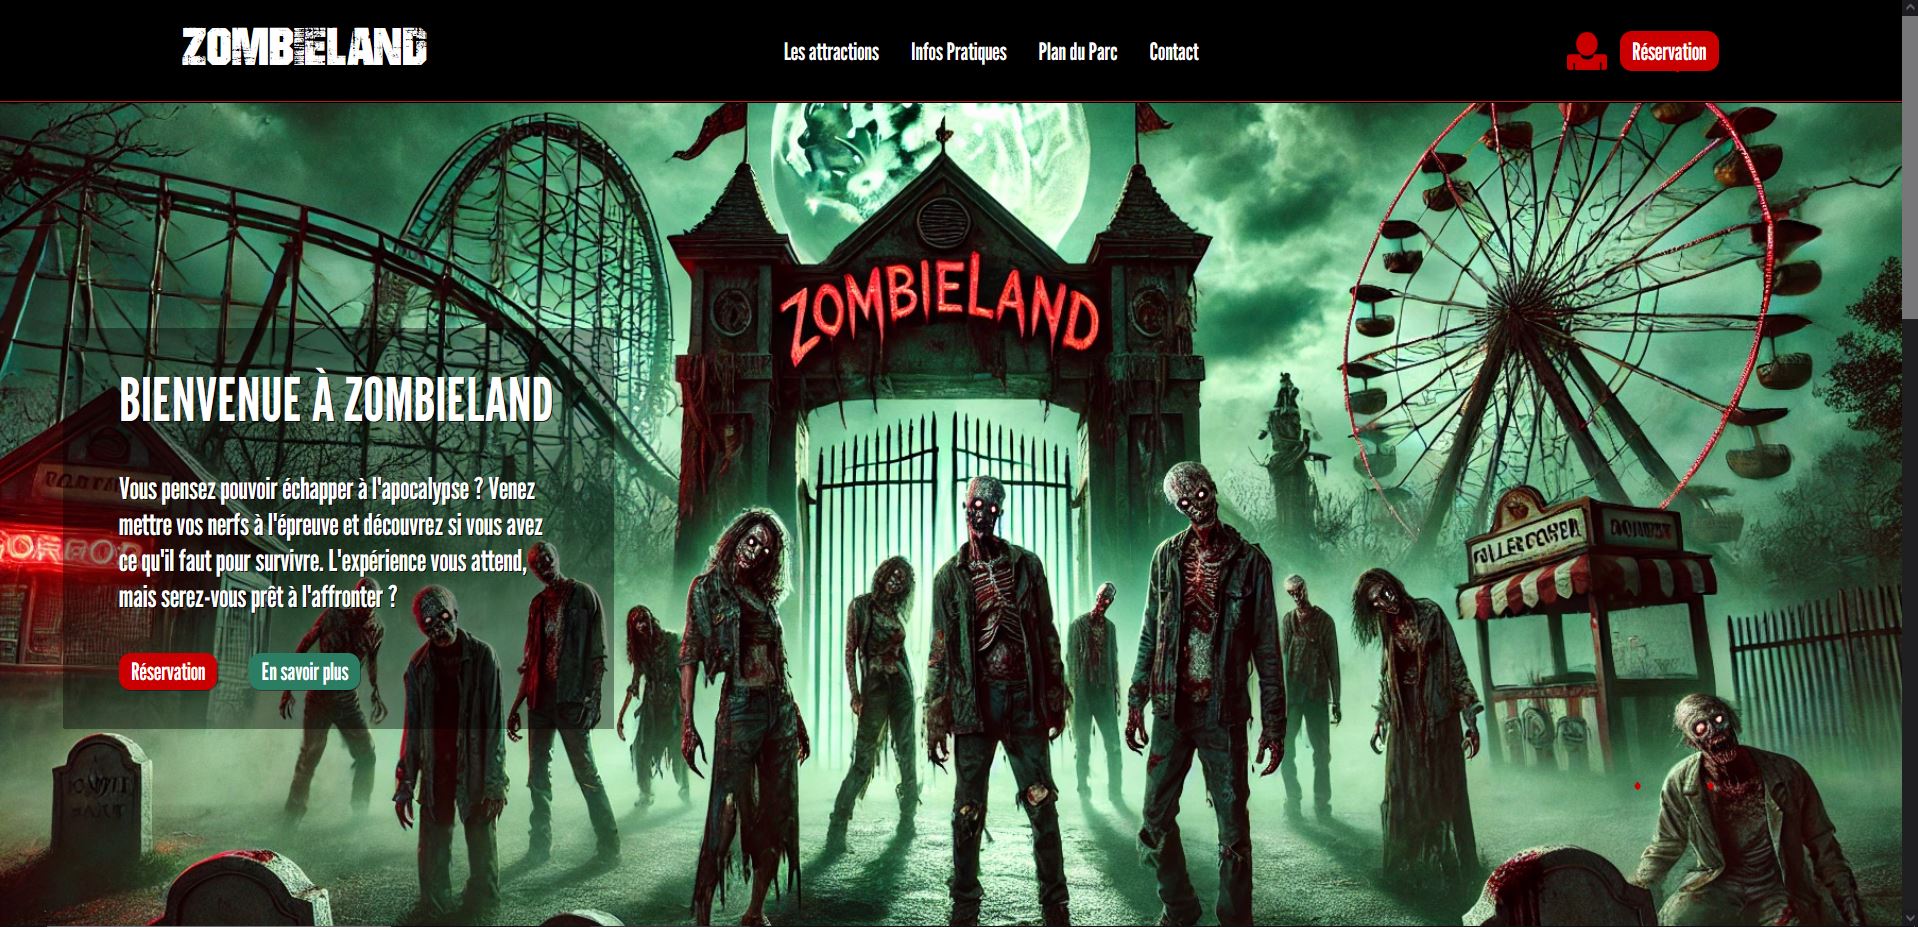 ZOMBIELAND
Les attractions
Infos Pratiques
Plan du Parc
Contact
Réservation
ZOMBIELAND
BIENVENUE À ZOMBIELAND
Vous pensez pouvoir échapper à l'apocalypse ? Venez
mettre vos nerfs à l'épreuve et découvrez si vous avez
ce qu'il faut pour survivre. L'expérience vous attend,
mais serez-vous prêt à l'affronter ?
Réservation
En savoir plus